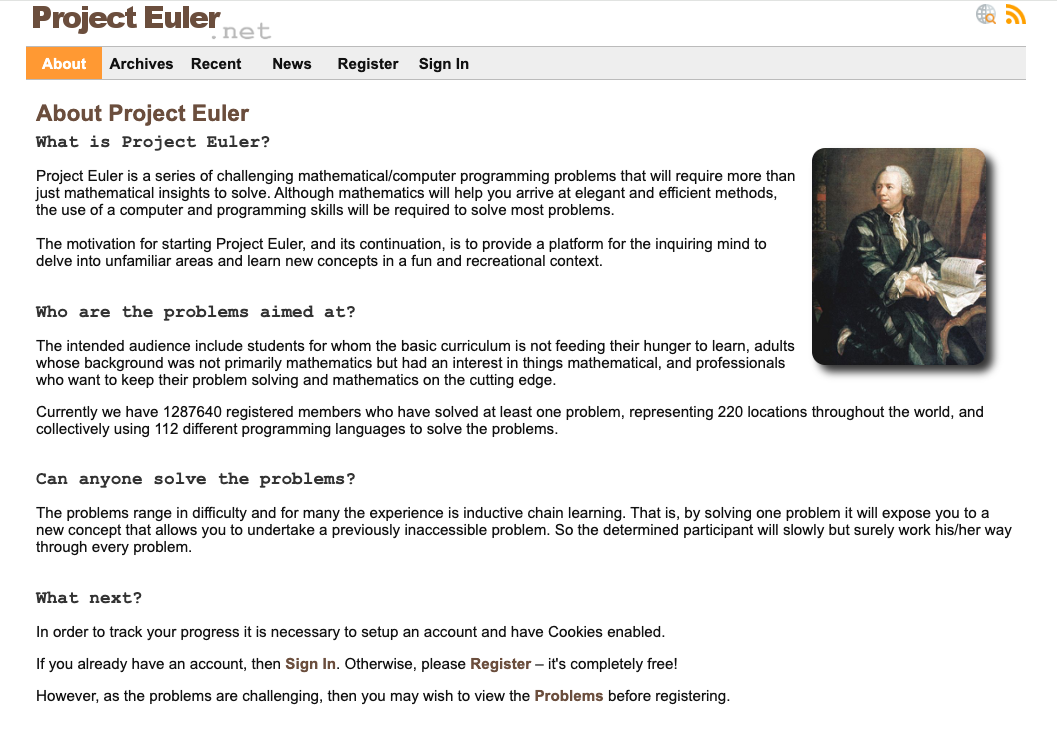 Project Euler.net
About Archives Recent News Register Sign In
About Project Euler
What is Project Euler?
Project Euler is a series of challenging mathematical/computer programming problems that will require more than
just mathematical insights to solve. Although mathematics will help you arrive at elegant and efficient methods,
the use of a computer and programming skills will be required to solve most problems.
The motivation for starting Project Euler, and its continuation, is to provide a platform for the inquiring mind to
delve into unfamiliar areas and learn new concepts in a fun and recreational context.
Who are the problems aimed at?
The intended audience include students for whom the basic curriculum is not feeding their hunger to learn, adults
whose background was not primarily mathematics but had an interest in things mathematical, and professionals
who want to keep their problem solving and mathematics on the cutting edge.
Currently we have 1287640 registered members who have solved at least one problem, representing 220 locations throughout the world, and
collectively using 112 different programming languages to solve the problems.
Can anyone solve the problems?
The problems range in difficulty and for many the experience is inductive chain learning. That is, by solving one problem it will expose you to a
new concept that allows you to undertake a previously inaccessible problem. So the determined participant will slowly but surely work his/her way
through every problem.
What next?
In order to track your progress it is necessary to setup an account and have Cookies enabled.
If you already have an account, then Sign In. Otherwise, please Register – it's completely free!
However, as the problems are challenging, then you may wish to view the Problems before registering.